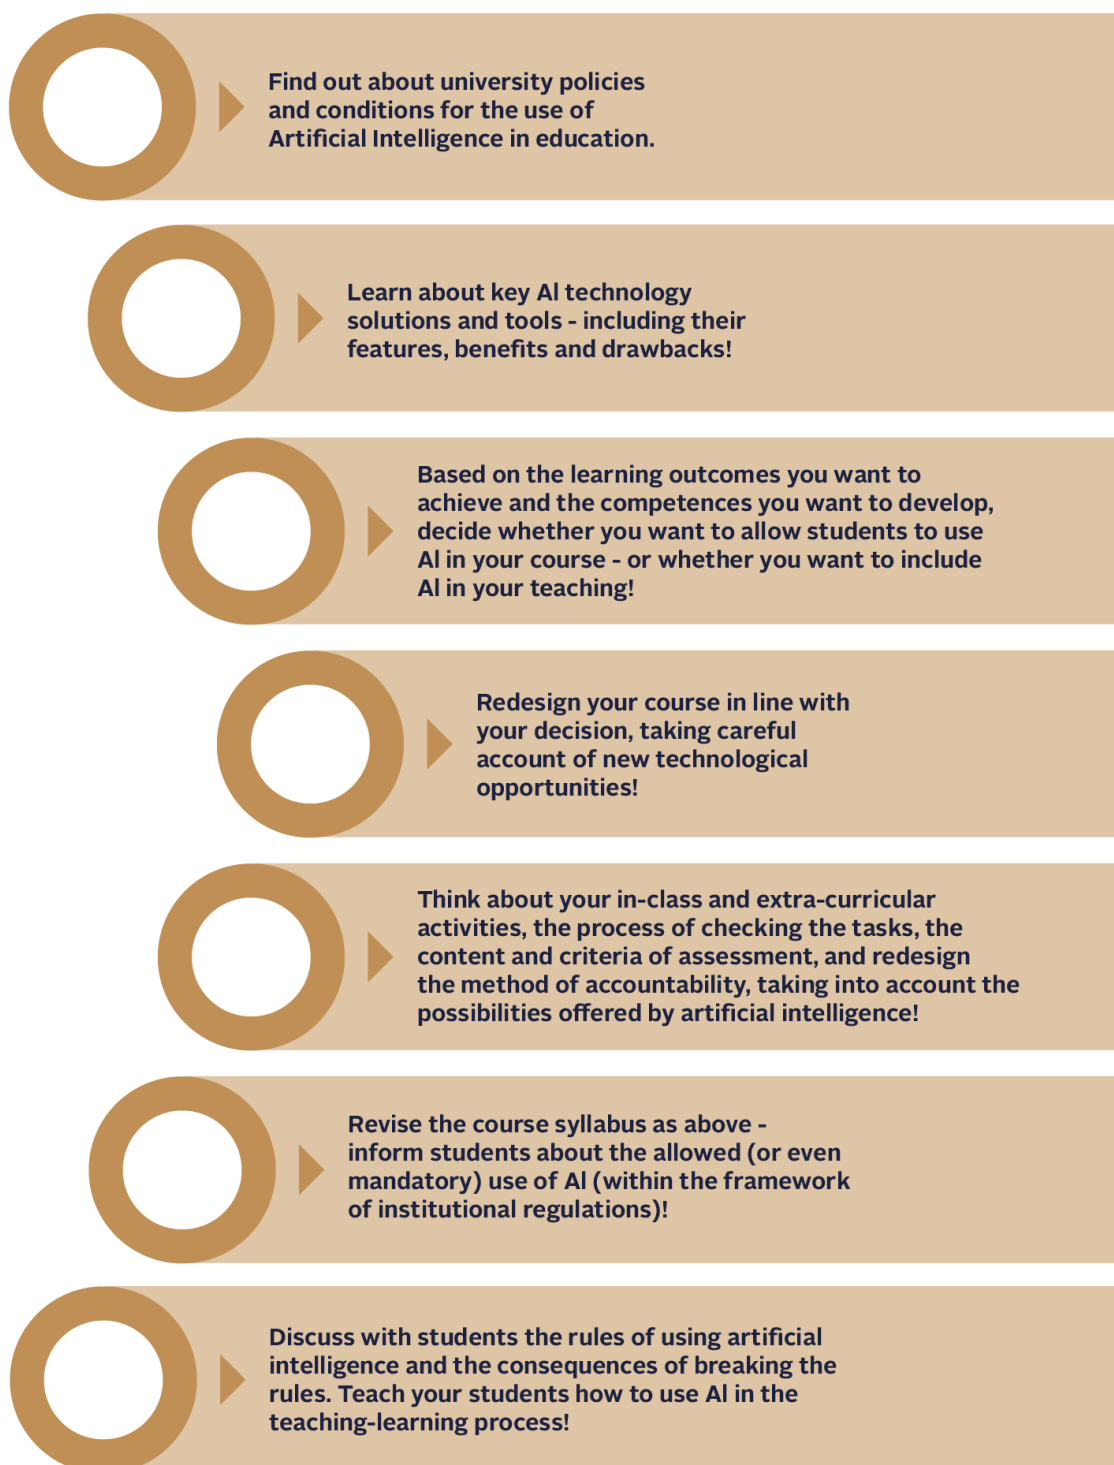 Find out about university policies
and conditions for the use of
Artificial Intelligence in education.
Learn about key AI technology
solutions and tools - including their
features, benefits and drawbacks!
Based on the learning outcomes you want to
achieve and the competences you want to develop,
decide whether you want to allow students to use
AI in your course - or whether you want to include
AI in your teaching!
Redesign your course in line with
your decision, taking careful
account of new technological
opportunities!
Think about your in-class and extra-curricular
activities, the process of checking the tasks, the
content and criteria of assessment, and redesign
the method of accountability, taking into account the
possibilities offered by artificial intelligence!
Revise the course syllabus as above -
inform students about the allowed (or even
mandatory) use of AI (within the framework
of institutional regulations)!
Discuss with students the rules of using artificial
intelligence and the consequences of breaking the
rules. Teach your students how to use AI in the
teaching-learning process!